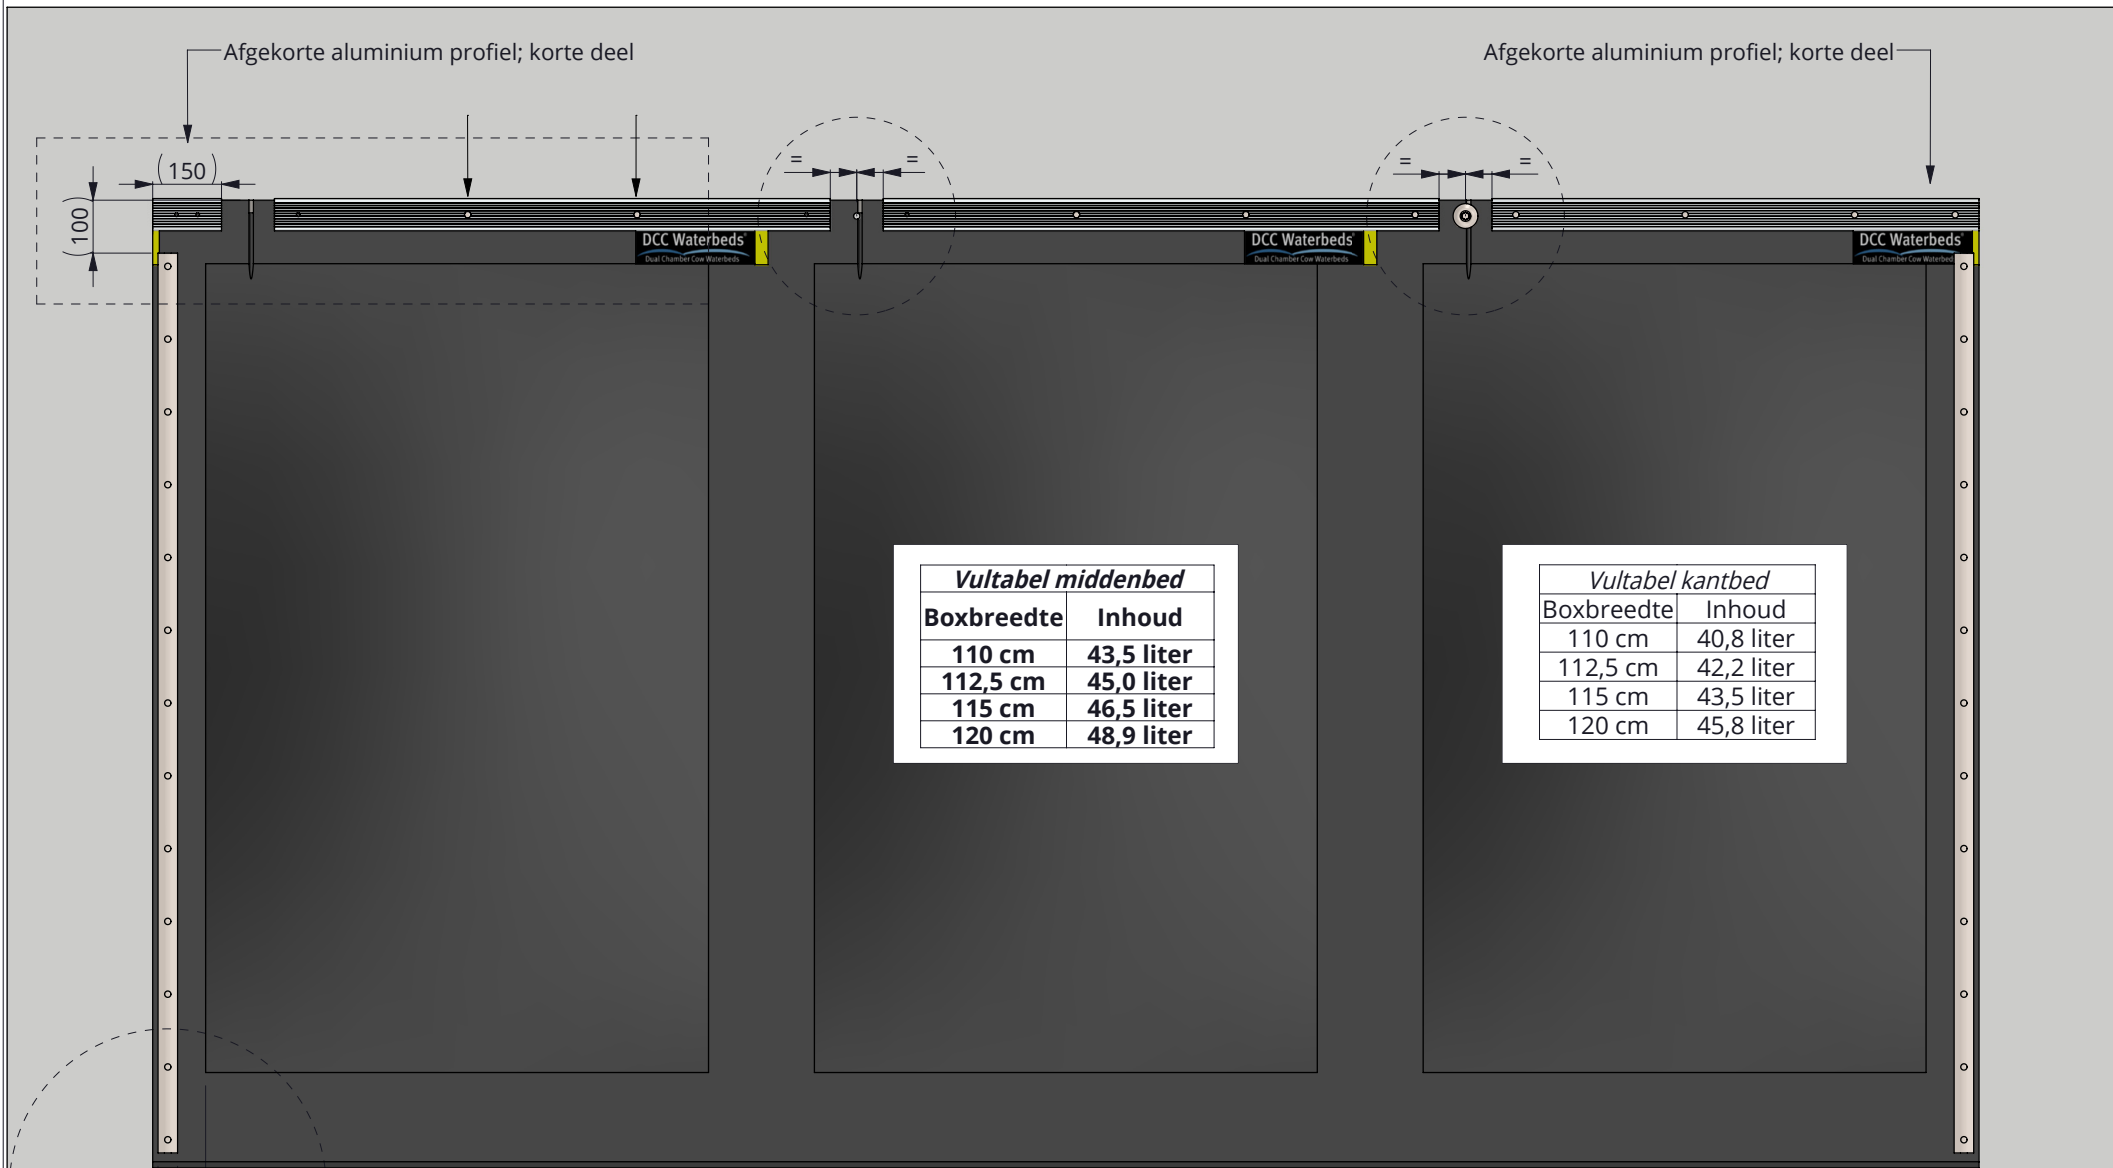 Afgekorte aluminium profiel; korte deel
Afgekorte aluminium profiel; korte deel
(150)
(100)
= =
= =
DCC Waterbeds®
Dual Chamber Cow Waterbeds
DCC Waterbeds®
Dual Chamber Cow Waterbeds
DCC Waterbeds®
Dual Chamber Cow Waterbed
Vultabel middenbed
Boxbreedte Inhoud
110 cm 43,5 liter
112,5 cm 45,0 liter
115 cm 46,5 liter
120 cm 48,9 liter
Vultabel kantbed
Boxbreedte Inhoud
110 cm 40,8 liter
112,5 cm 42,2 liter
115 cm 43,5 liter
120 cm 45,8 liter